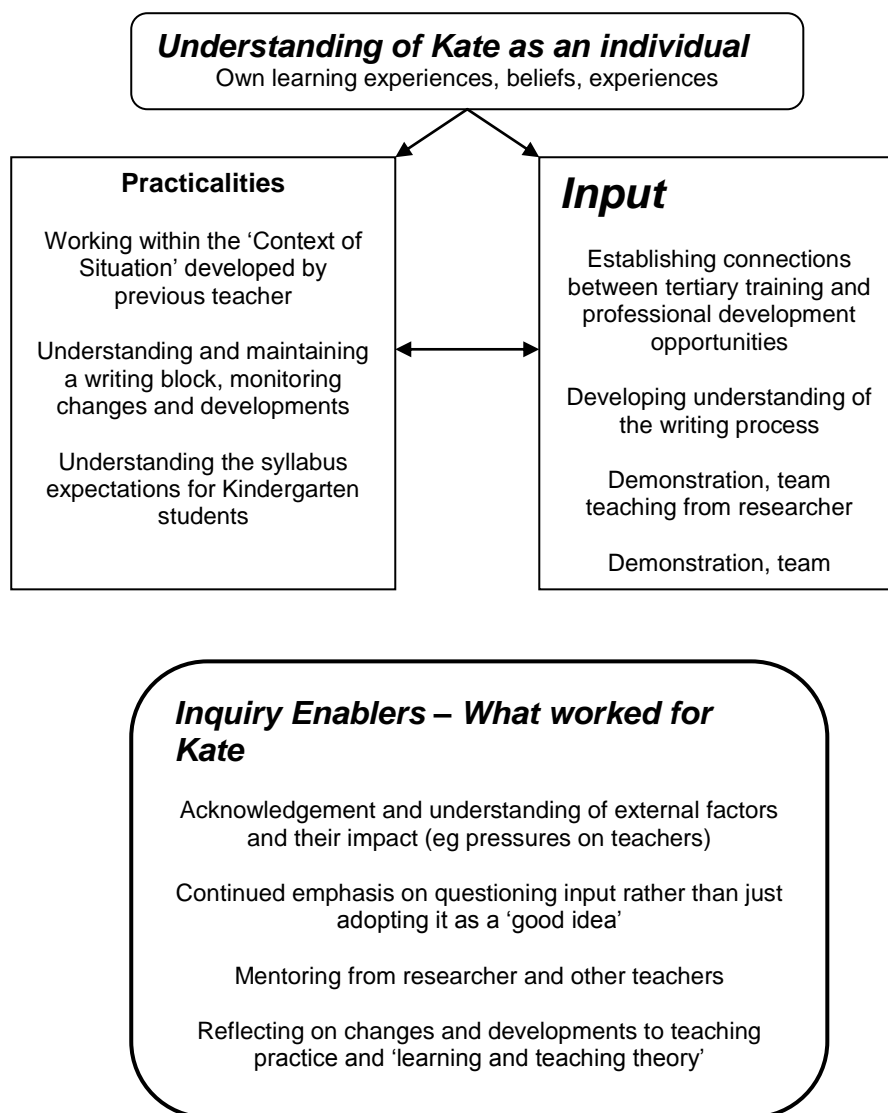 Understanding of Kate as an individual
Own learning experiences, beliefs, experiences
Practicalities
Working within the ‘Context of
Situation’ developed by
previous teacher
Understanding and maintaining
a writing block, monitoring
changes and developments
Understanding the syllabus
expectations for Kindergarten
students
Input
Establishing connections
between tertiary training and
professional development
opportunities
Developing understanding of
the writing process
Demonstration, team
teaching from researcher
Demonstration, team
Inquiry Enablers – What worked for
Kate
Acknowledgement and understanding of external factors
and their impact (eg pressures on teachers)
Continued emphasis on questioning input rather than just
adopting it as a ‘good idea’
Mentoring from researcher and other teachers
Reflecting on changes and developments to teaching
practice and ‘learning and teaching theory’